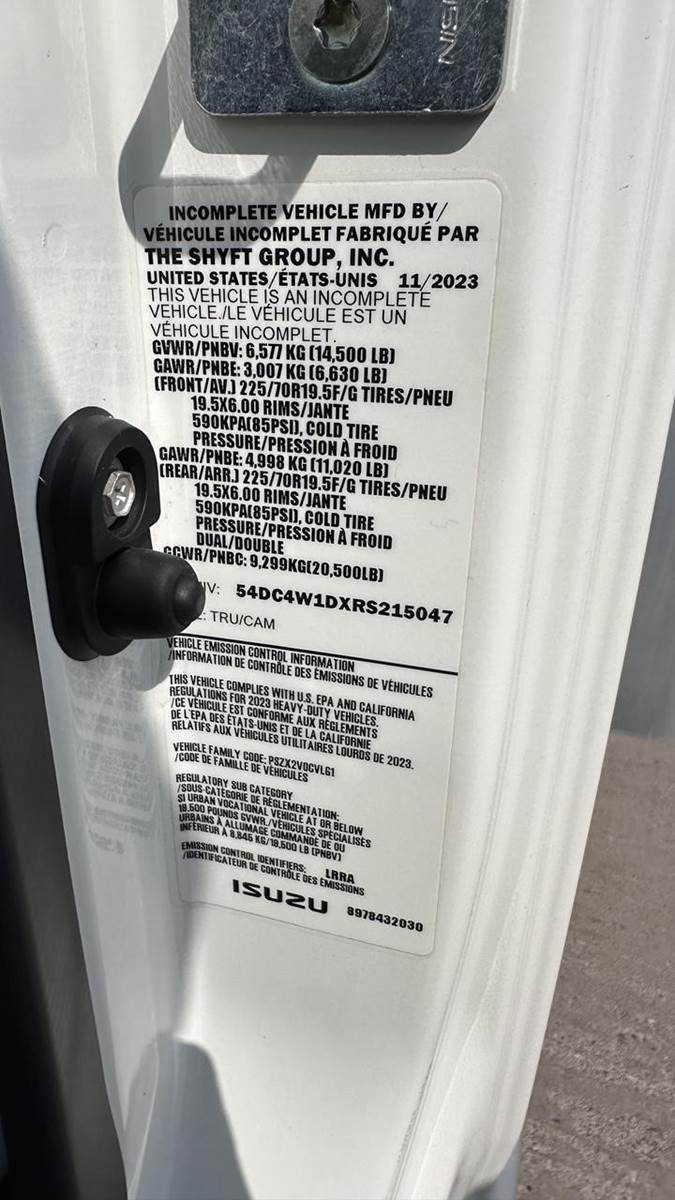 NISI
INCOMPLETE VEHICLE MFD BY/
VÉHICULE INCOMPLET FABRIQUÉ PAR
THE SHYFT GROUP, INC.
UNITED STATES/ÉTATS-UNIS 11/2023
THIS VEHICLE IS AN INCOMPLETE
VEHICLE./LE VÉHICULE EST UN
VÉHICULE INCOMPLET.
GVWR/PNBV: 6,577 KG (14,500 LB)
GAWR/PNBE: 3,007 KG (6,630 LB)
(FRONT/AV.) 225/70R19.5F/G TIRES/PNEU
19.5X6.00 RIMS/JANTE
590KPA(85PSI), COLD TIRE
PRESSURE/PRESSION À FROID
GAWR/PNBE: 4,998 KG (11,020 LB)
(REAR/ARR.) 225/70R19.5F/G TIRES/PNEU
19.5X6.00 RIMS/JANTE
590KPA(85PSI), COLD TIRE
PRESSURE/PRESSION À FROID
DUAL/DOUBLE
GCWR/PNBC: 9,299KG(20,500LB)
NIV: 54DC4W1DXRS215047
: TRU/CAM
VEHICLE EMISSION CONTROL INFORMATION
/INFORMATION DE CONTRÔLE DES ÉMISSIONS DE VÉHICULES
THIS VEHICLE COMPLIES WITH U.S. EPA AND CALIFORNIA
REGULATIONS FOR 2023 HEAVY-DUTY VEHICLES.
/CE VÉHICULE EST CONFORME AUX RÈGLEMENTS
DE L'EPA DES ÉTATS-UNIS ET DE LA CALIFORNIE
RELATIFS AUX VÉHICULES UTILITAIRES LOURDS DE 2023.
VEHICLE FAMILY CODE: PSZX2VOCVLG1
/CODE DE FAMILLE DE VÉHICULES
REGULATORY SUB CATEGORY
/SOUS-CATÉGORIE DE RÉGLEMENTATION:
SI URBAN VOCATIONAL VEHICLE AT OR BELOW
19,500 POUNDS GVWR./VÉHICULES SPÉCIALISÉS
URBAINS À ALLUMAGE COMMANDÉ DE OU
INFÉRIEUR À 8,845 KG/19,500 LB (PNBV)
EMISSION CONTROL IDENTIFIERS: LRRA
/IDENTIFICATEUR DE CONTRÔLE DES ÉMISSIONS
ISUZU 8978432030